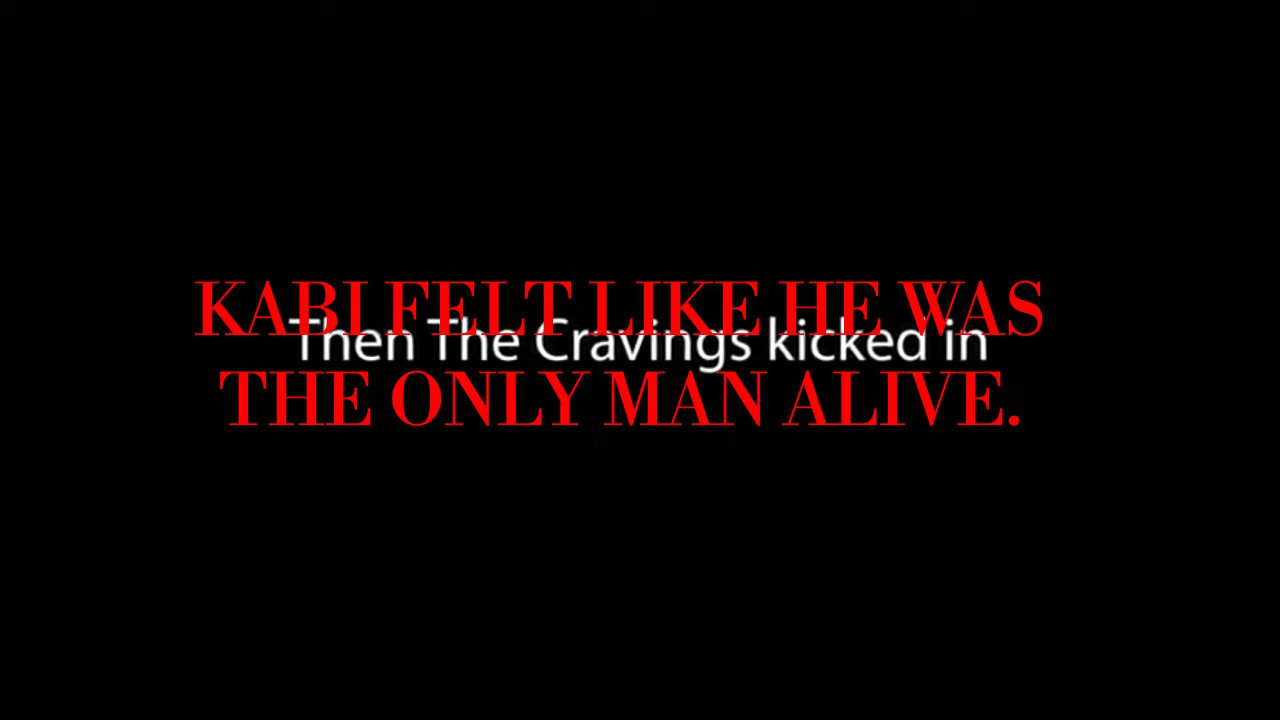 KABI FELT LIKE HE WAS
Then The Cravings kicked in
THE ONLY MAN ALIVE.